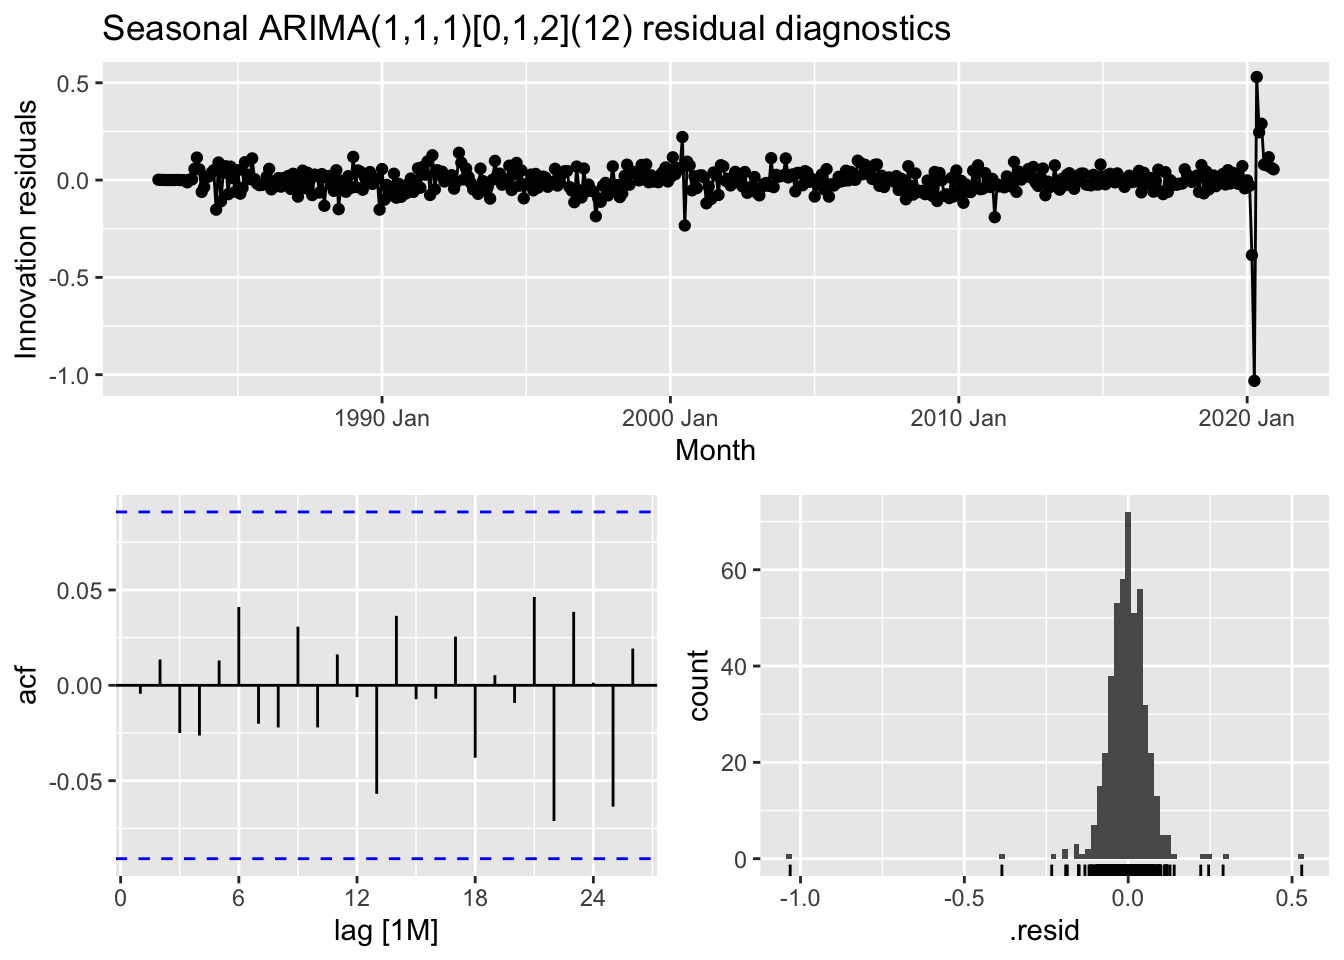 Seasonal ARIMA(1,1,1)[0,1,2](12) residual diagnostics
Innovation residuals
0.5
0.0
-0.5
-1.0
1990 Jan
2000 Jan
2010 Jan
2020 Jan
Month
acf
0.05
0.00
-0.05
0
6
12
18
24
lag [1M]
count
60
40
20
0
-1.0
-0.5
0.0
0.5
.resid